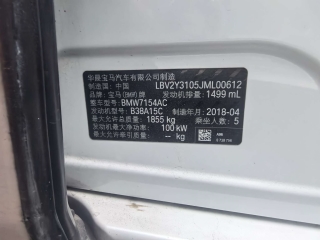 华晨宝马汽车有限公司制造
制造国：中国 LBV2Y3105JML00612
品牌：宝马(BMW)牌 发动机排量：1499 mL
整车型号：BMW7154AC
发动机型号：B38A15C 制造年月：2018-04
最大允许总质量：1855 kg 乘坐人数：5
发动机最大净功率：100 kW
最大允许牵引质量：— kg